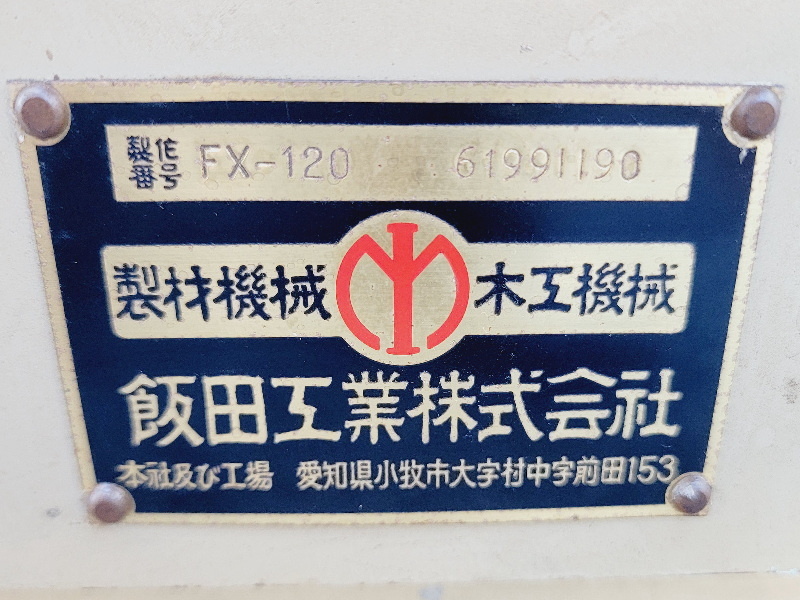 製作番号 FX-120 61991190
製材機械 木工機械
飯田工業株式会社
本社及び工場 愛知県小牧市大字村中字前田153